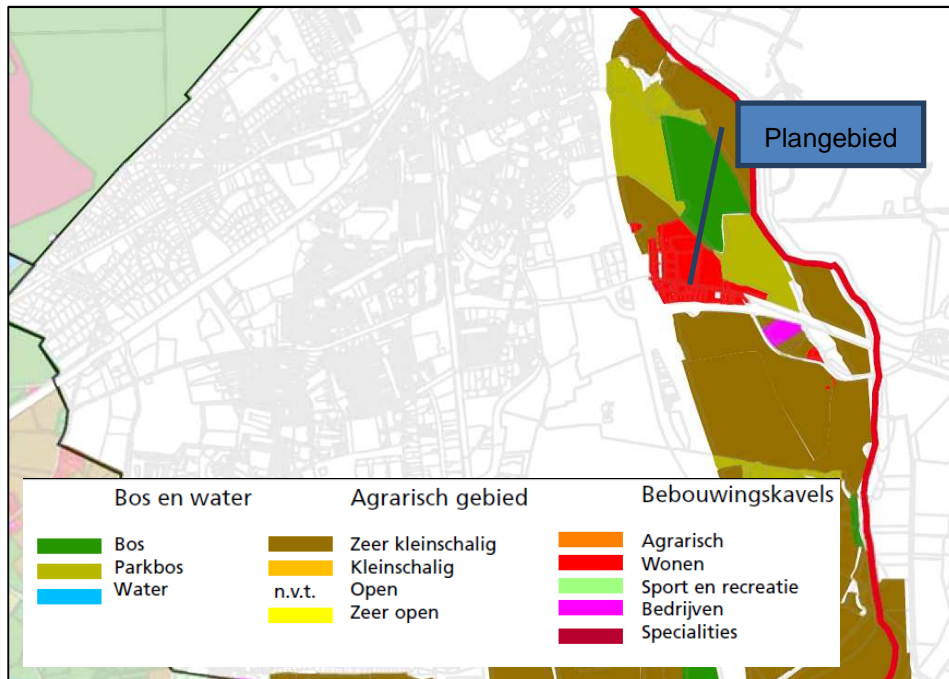 Plangebied
Bos en water
Bos
Parkbos
Water
Agrarisch gebied
Zeer kleinschalig
Kleinschalig
n.v.t. Open
Zeer open
Bebouwingskavels
Agrarisch
Wonen
Sport en recreatie
Bedrijven
Specialities